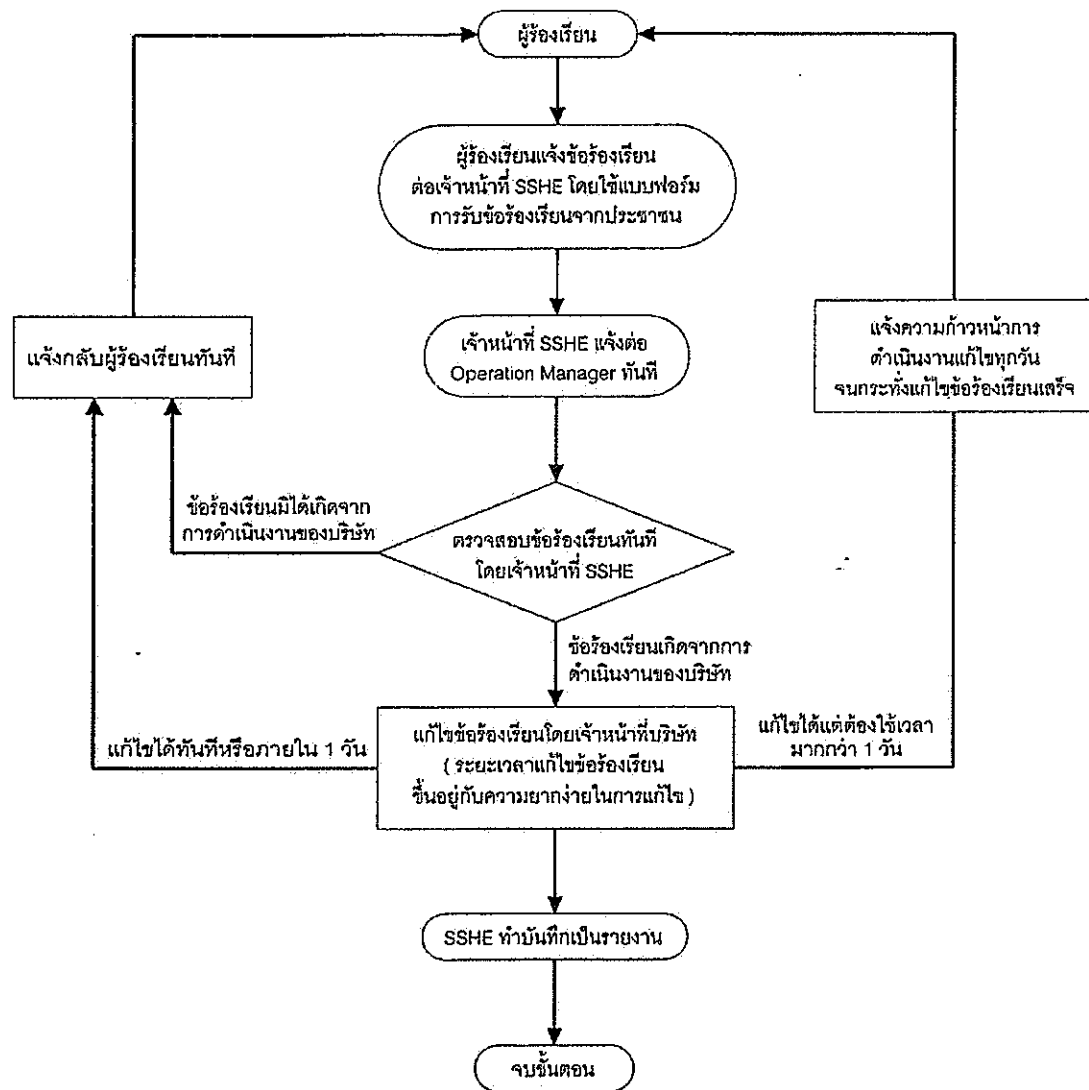 ผู้ร้องเรียน
ผู้ร้องเรียนแจ้งข้อร้องเรียน
ต่อเจ้าหน้าที่ SSHE โดยใช้แบบฟอร์ม
การรับข้อร้องเรียนจากประชาชน
แจ้งกลับผู้ร้องเรียนทันที
เจ้าหน้าที่ SSHE แจ้งต่อ
Operation Manager ทันที
แจ้งความก้าวหน้าการ
ดำเนินงานแก้ไขทุกวัน
จนกระทั่งแก้ไขข้อร้องเรียนเสร็จ
ข้อร้องเรียนมิได้เกิดจาก
การดำเนินงานของบริษัท
ตรวจสอบข้อร้องเรียนทันที
โดยเจ้าหน้าที่ SSHE
ข้อร้องเรียนเกิดจากการ
ดำเนินงานของบริษัท
แก้ไขได้ทันทีหรือภายใน 1 วัน
แก้ไขข้อร้องเรียนโดยเจ้าหน้าที่บริษัท
( ระยะเวลาแก้ไขข้อร้องเรียน
ขึ้นอยู่กับความยากง่ายในการแก้ไข )
แก้ไขได้แต่ต้องใช้เวลา
มากกว่า 1 วัน
SSHE ทำบันทึกเป็นรายงาน
จบขั้นตอน